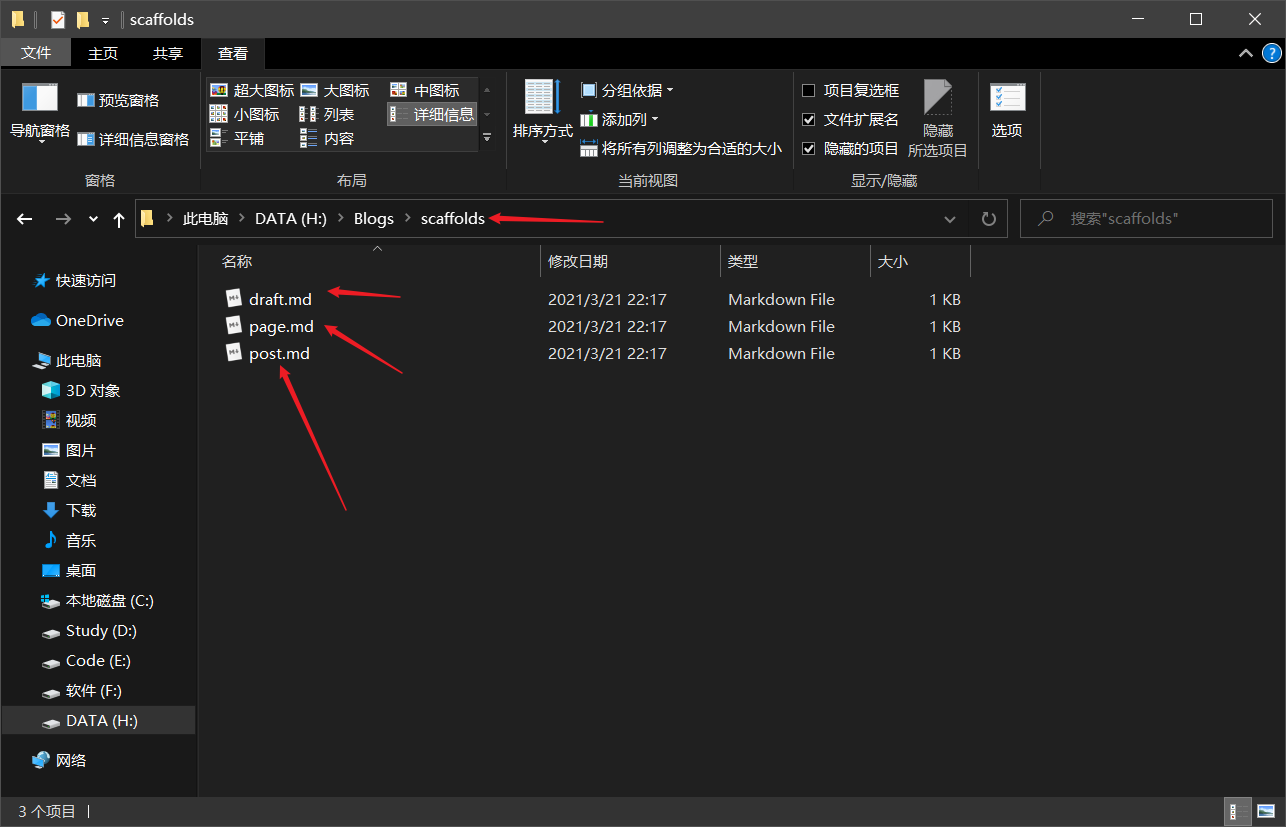 scaffolds
文件 主页 共享 查看
导航窗格 预览窗格 详细信息窗格
窗格
超大图标 大图标 中图标
小图标 列表 详细信息
平铺 内容
布局
排序方式 分组依据
添加列
将所有列调整为合适的大小
当前视图
项目复选框
文件扩展名
隐藏的项目
隐藏
所选项目
显示/隐藏
选项
此电脑 DATA (H:) Blogs scaffolds
搜索"scaffolds"
名称 修改日期 类型 大小
draft.md 2021/3/21 22:17 Markdown File 1 KB
page.md 2021/3/21 22:17 Markdown File 1 KB
post.md 2021/3/21 22:17 Markdown File 1 KB
快速访问
OneDrive
此电脑
3D 对象
视频
图片
文档
下载
音乐
桌面
本地磁盘 (C:)
Study (D:)
Code (E:)
软件 (F:)
DATA (H:)
网络
3 个项目